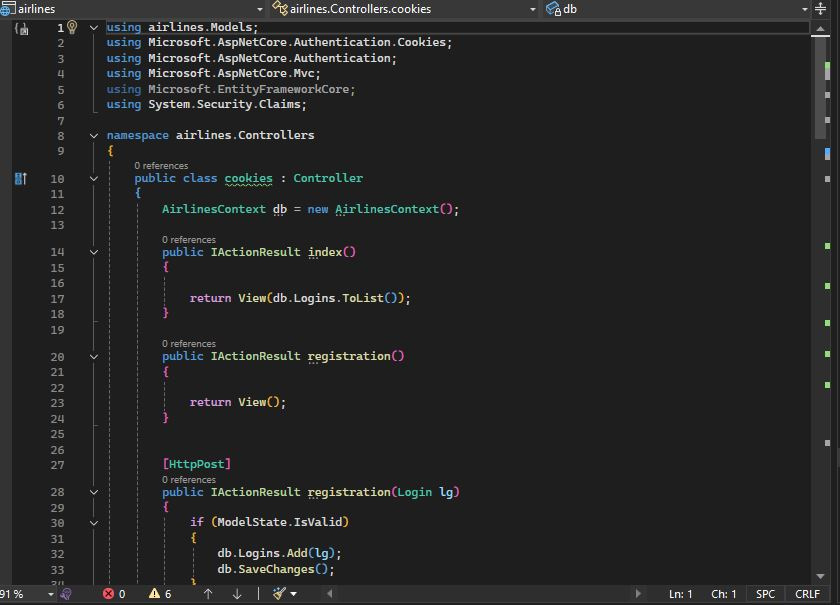 airlines airlines.Controllers.cookies db
1 using airlines.Models;
2 using Microsoft.AspNetCore.Authentication.Cookies;
3 using Microsoft.AspNetCore.Authentication;
4 using Microsoft.AspNetCore.Mvc;
5 using Microsoft.EntityFrameworkCore;
6 using System.Security.Claims;
7
8 namespace airlines.Controllers
9 {
0 references
10 public class cookies : Controller
11 {
12 AirlinesContext db = new AirlinesContext();
13
0 references
14 public IActionResult index()
15 {
16
17 return View(db.Logins.ToList());
18 }
19
0 references
20 public IActionResult registration()
21 {
22
23 return View();
24 }
25
26
27 [HttpPost]
0 references
28 public IActionResult registration(Login lg)
29 {
30 if (ModelState.IsValid)
31 {
32 db.Logins.Add(lg);
33 db.SaveChanges();
34 }
91 % 0 6 Ln: 1 Ch: 1 SPC CRLF